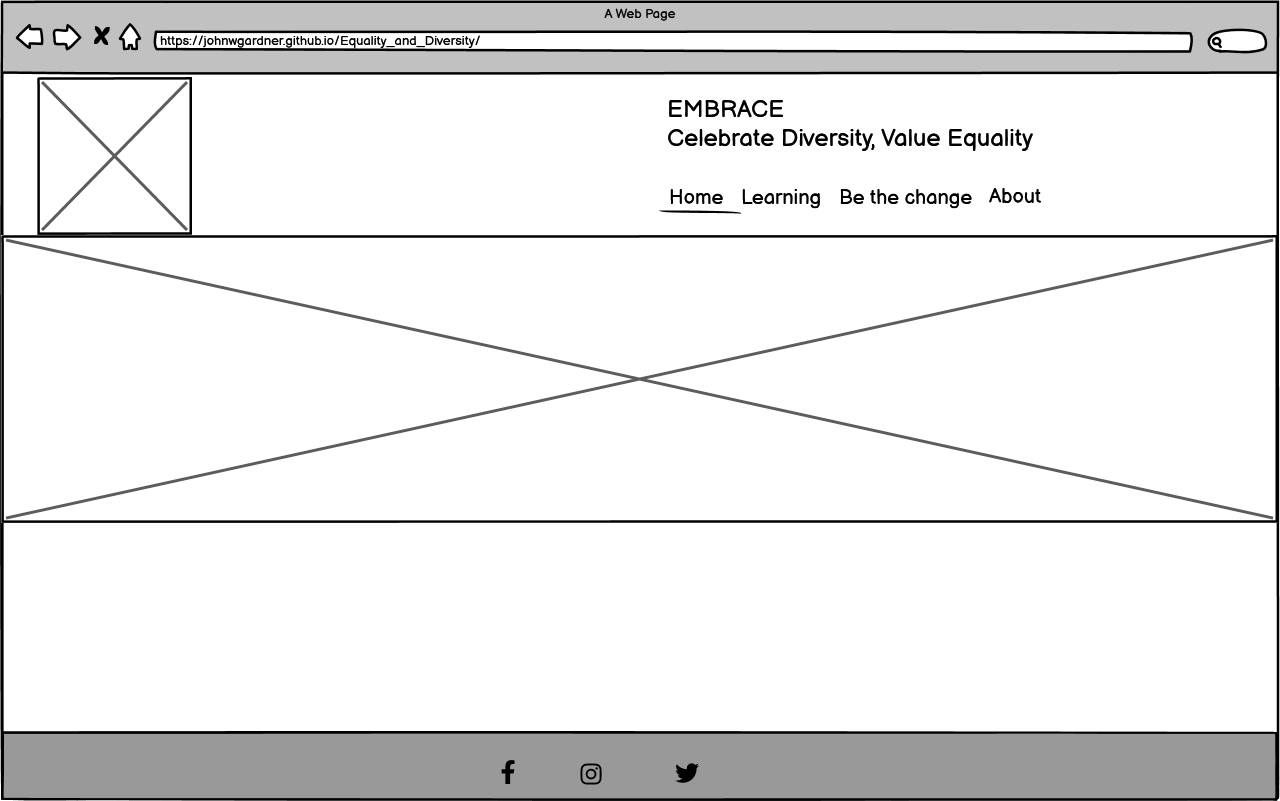 A Web Page
https://johnwgardner.github.io/Equality_and_Diversity/
EMBRACE
Celebrate Diversity, Value Equality
Home Learning Be the change About